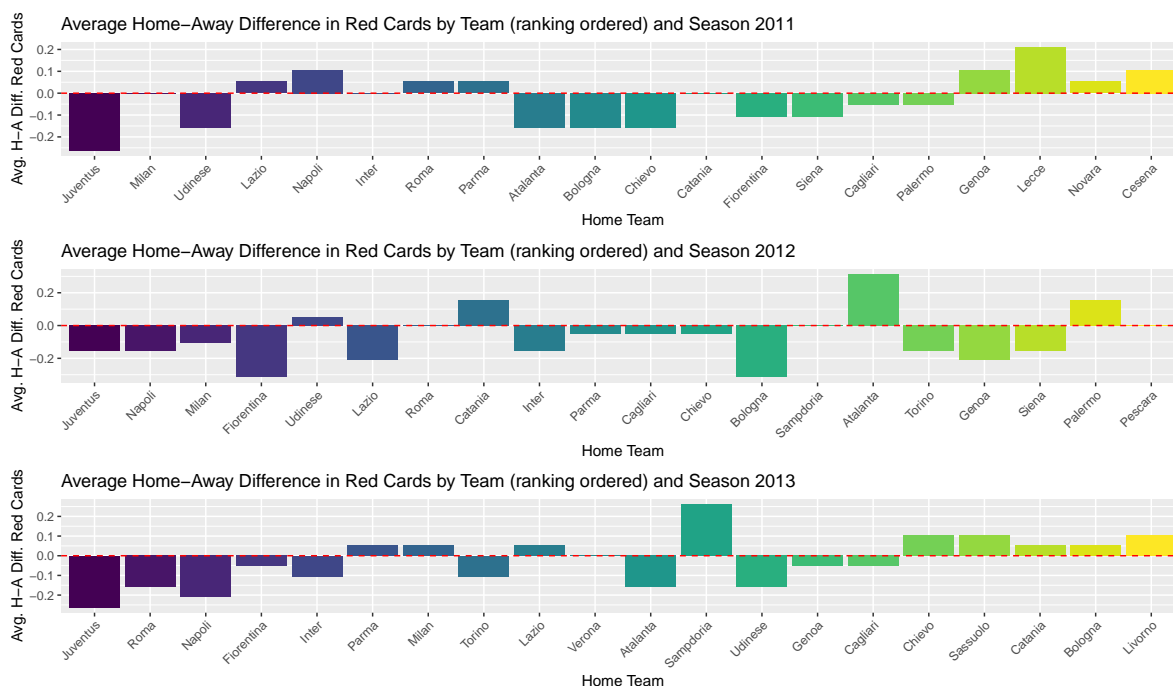 Average Home−Away Difference in Red Cards by Team (ranking ordered) and Season 2011
Avg. H−A Diff. Red Cards
0.2
0.1
0.0
−0.1
−0.2
Juventus
Milan
Udinese
Lazio
Napoli
Inter
Roma
Parma
Atalanta
Bologna
Chievo
Catania
Fiorentina
Siena
Cagliari
Palermo
Genoa
Lecce
Novara
Cesena
Home Team
Average Home−Away Difference in Red Cards by Team (ranking ordered) and Season 2012
Avg. H−A Diff. Red Cards
0.2
0.0
−0.2
Juventus
Napoli
Milan
Fiorentina
Udinese
Lazio
Roma
Catania
Inter
Parma
Cagliari
Chievo
Bologna
Sampdoria
Atalanta
Torino
Genoa
Siena
Palermo
Pescara
Home Team
Average Home−Away Difference in Red Cards by Team (ranking ordered) and Season 2013
Avg. H−A Diff. Red Cards
0.2
0.1
0.0
−0.1
−0.2
Juventus
Roma
Napoli
Fiorentina
Inter
Parma
Milan
Torino
Lazio
Verona
Atalanta
Sampdoria
Udinese
Genoa
Cagliari
Chievo
Sassuolo
Catania
Bologna
Livorno
Home Team